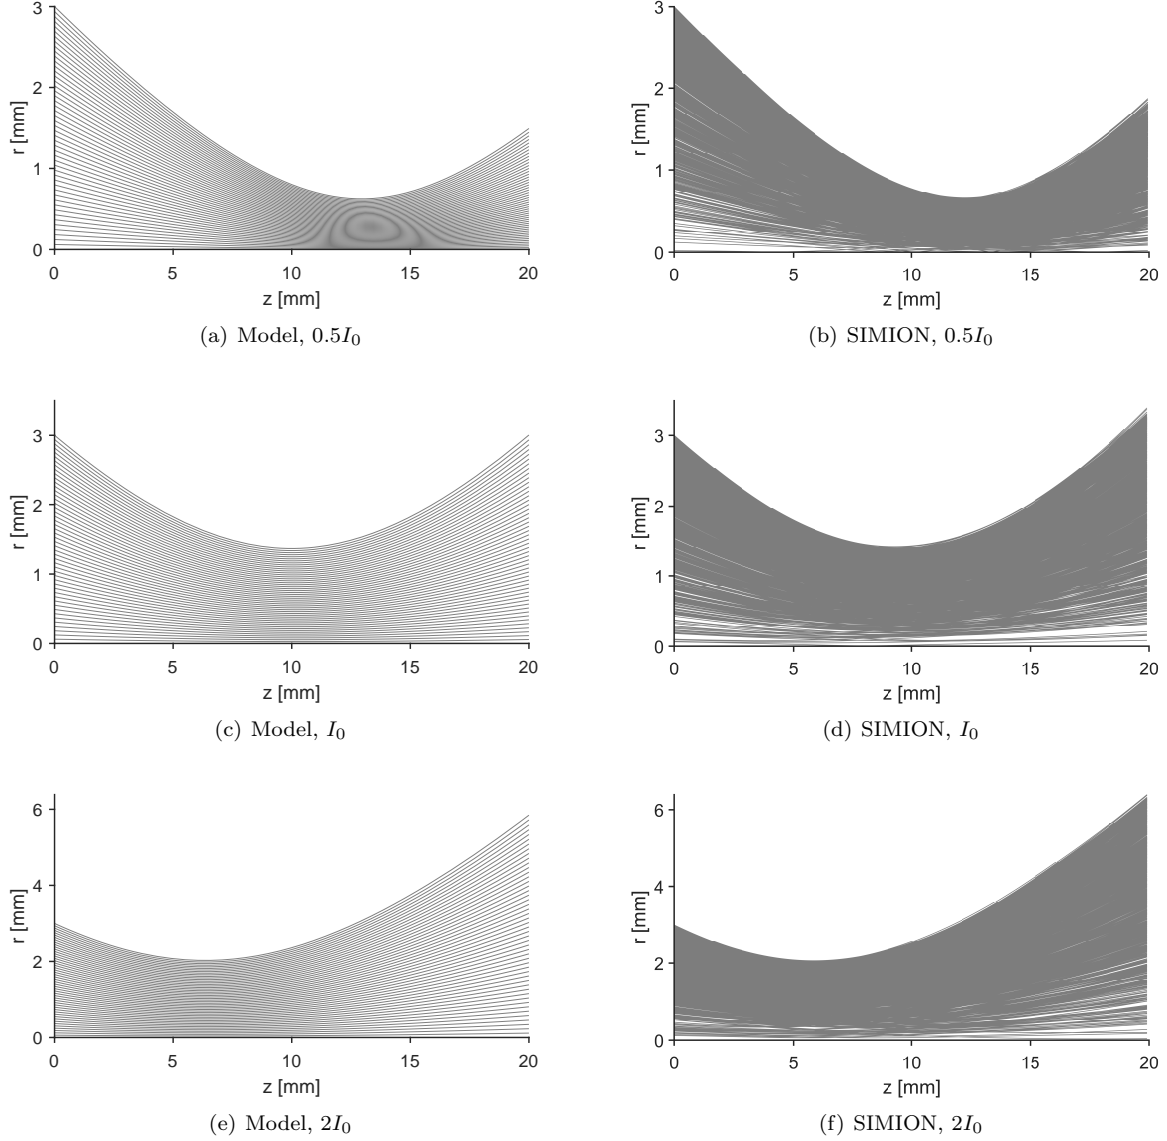 3
2
1
0
r [mm]
0 5 10 15 20
z [mm]
(a) Model, 0.5I₀
3
2
1
0
r [mm]
0 5 10 15 20
z [mm]
(b) SIMION, 0.5I₀
3
2
1
0
r [mm]
0 5 10 15 20
z [mm]
(c) Model, I₀
3
2
1
0
r [mm]
0 5 10 15 20
z [mm]
(d) SIMION, I₀
6
4
2
0
r [mm]
0 5 10 15 20
z [mm]
(e) Model, 2I₀
6
4
2
0
r [mm]
0 5 10 15 20
z [mm]
(f) SIMION, 2I₀